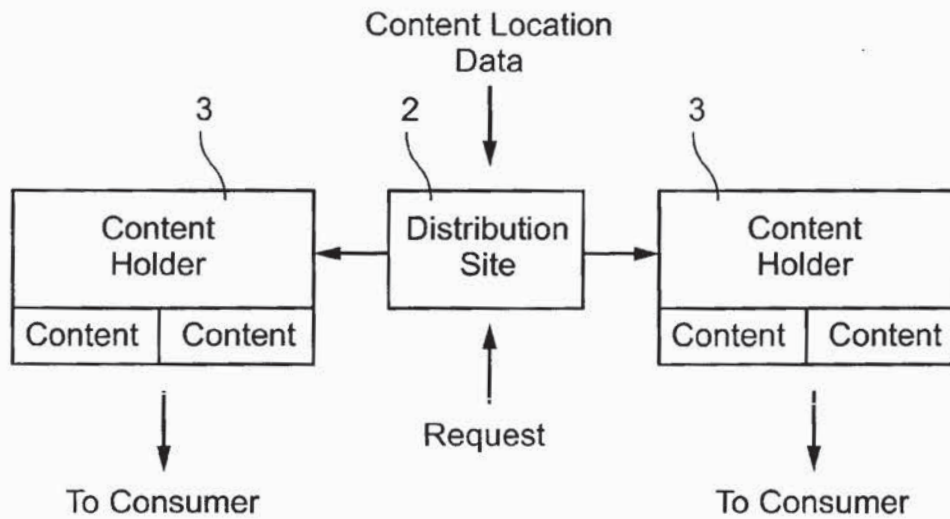 Content Location
Data
3
2
3
Content
Holder
Distribution
Site
Content
Holder
Content
Content
Content
Content
Request
To Consumer
To Consumer